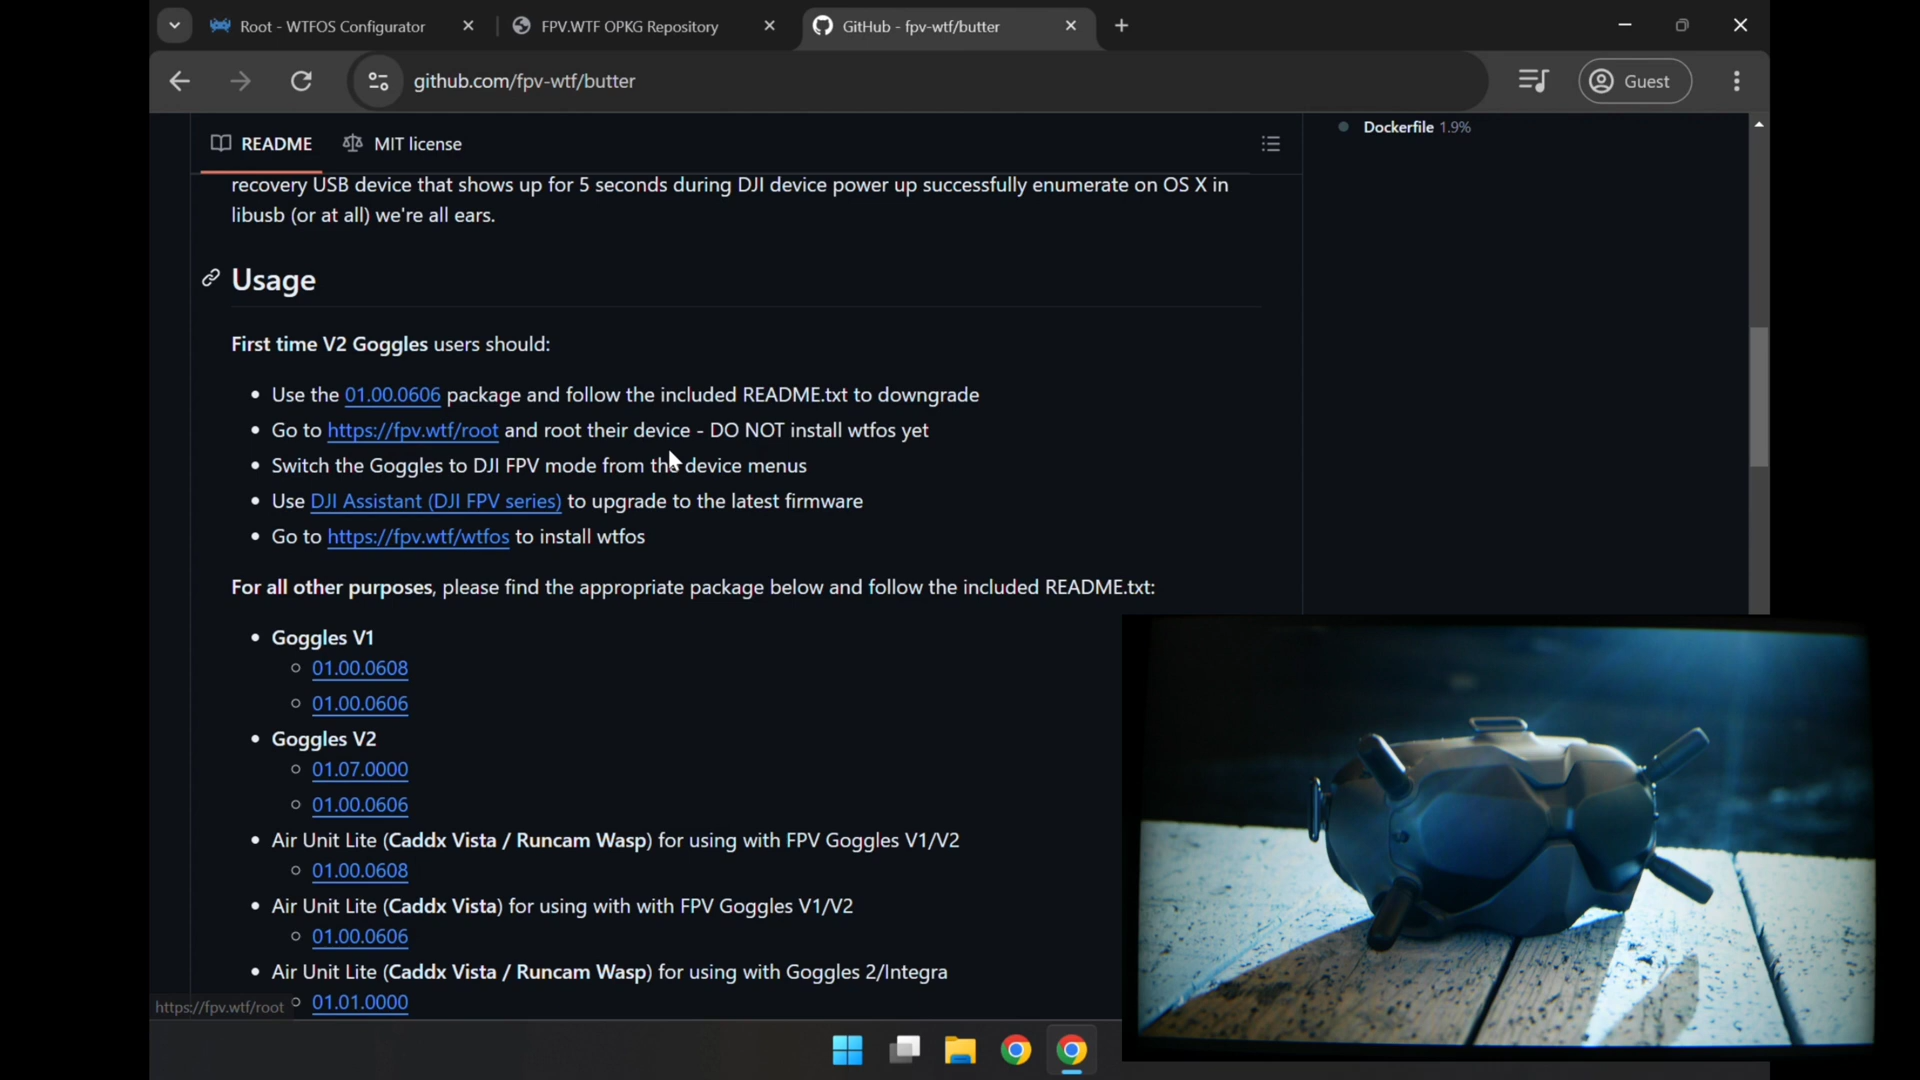 Root - WTFOS Configurator
FPV.WTF OPKG Repository
GitHub - fpv-wtf/butter
github.com/fpv-wtf/butter
Guest
README
MIT license
Dockerfile 1.9%
recovery USB device that shows up for 5 seconds during DJI device power up successfully enumerate on OS X in
libusb (or at all) we're all ears.
Usage
First time V2 Goggles users should:
Use the 01.00.0606 package and follow the included README.txt to downgrade
Go to https://fpv.wtf/root and root their device - DO NOT install wtfos yet
Switch the Goggles to DJI FPV mode from the device menus
Use DJI Assistant (DJI FPV series) to upgrade to the latest firmware
Go to https://fpv.wtf/wtfos to install wtfos
For all other purposes, please find the appropriate package below and follow the included README.txt:
Goggles V1
01.00.0608
01.00.0606
Goggles V2
01.07.0000
01.00.0606
Air Unit Lite (Caddx Vista / Runcam Wasp) for using with FPV Goggles V1/V2
01.00.0608
Air Unit Lite (Caddx Vista) for using with with FPV Goggles V1/V2
01.00.0606
Air Unit Lite (Caddx Vista / Runcam Wasp) for using with Goggles 2/Integra
01.01.0000
https://fpv.wtf/root